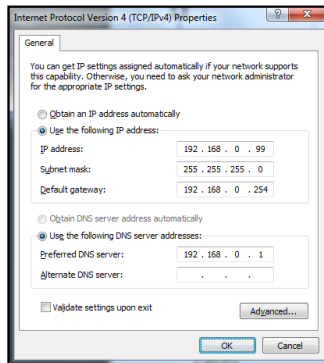 Internet Protocol Version 4 (TCP/IPv4) Properties
General
You can get IP settings assigned automatically if your network supports
this capability. Otherwise, you need to ask your network administrator
for the appropriate IP settings.
Obtain an IP address automatically
Use the following IP address:
IP address: 192 . 168 . 0 . 99
Subnet mask: 255 . 255 . 255 . 0
Default gateway: 192 . 168 . 0 . 254
Obtain DNS server address automatically
Use the following DNS server addresses:
Preferred DNS server: 192 . 168 . 0 . 1
Alternate DNS server: . . .
Validate settings upon exit
Advanced...
OK Cancel